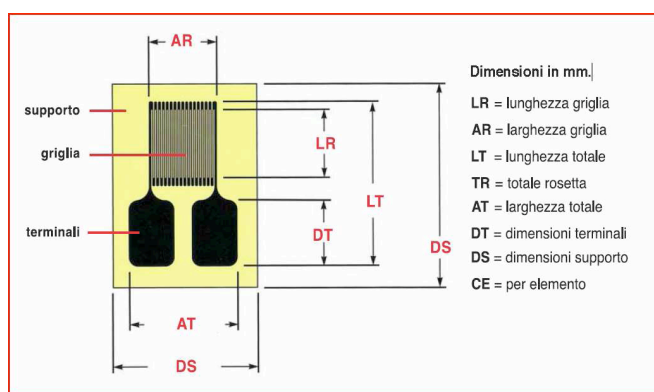 AR
supporto
griglia
terminali
LR
LT
DT
DS
AT
DS
Dimensioni in mm.
LR = lunghezza griglia
AR = larghezza griglia
LT = lunghezza totale
TR = totale rosetta
AT = larghezza totale
DT = dimensioni terminali
DS = dimensioni supporto
CE = per elemento